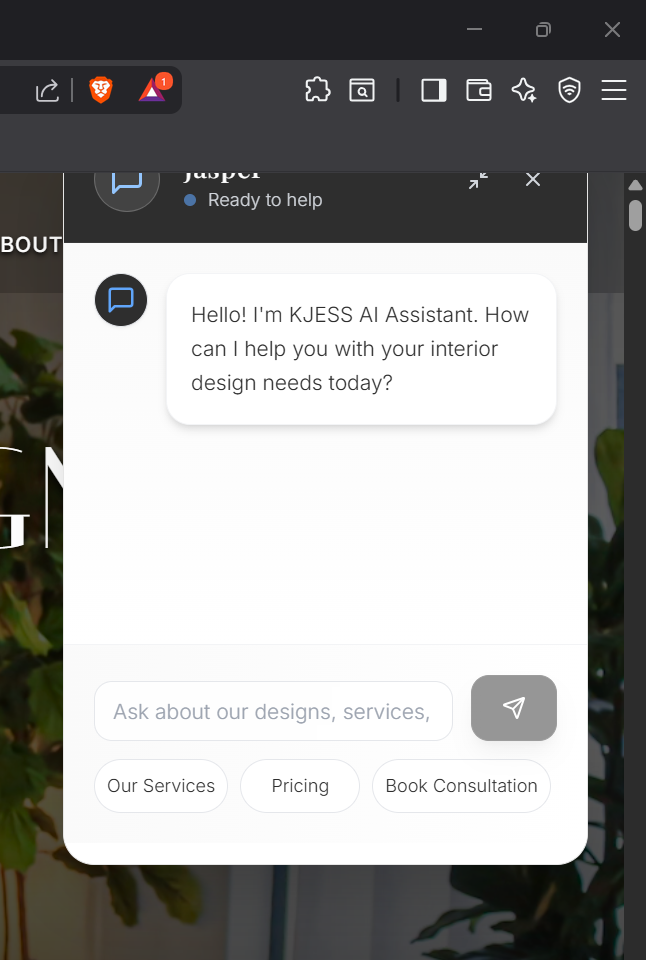 1
Jasper
Ready to help
BOUT
Hello! I'm KJESS AI Assistant. How
can I help you with your interior
design needs today?
GN
Ask about our designs, services,
Our Services
Pricing
Book Consultation